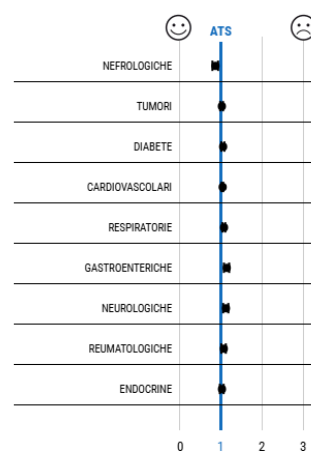 ATS
NEFROLOGICHE
TUMORI
DIABETE
CARDIOVASCOLARI
RESPIRATORIE
GASTROENTERICHE
NEUROLOGICHE
REUMATOLOGICHE
ENDOCRINE
0 1 2 3